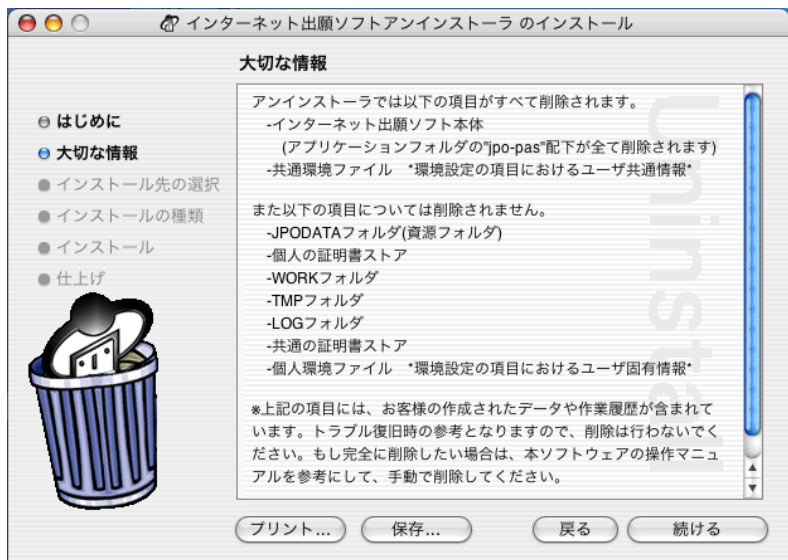 インターネット出願ソフトアンインストーラ のインストール
大切な情報
はじめに
大切な情報
インストール先の選択
インストールの種類
インストール
仕上げ
アンインストーラでは以下の項目がすべて削除されます。
-インターネット出願ソフト本体
(アプリケーションフォルダの"jpo-pas"配下が全て削除されます)
-共通環境ファイル *環境設定の項目におけるユーザ共通情報*
また以下の項目については削除されません。
-JPODATAフォルダ(資源フォルダ)
-個人の証明書ストア
-WORKフォルダ
-TMPフォルダ
-LOGフォルダ
-共通の証明書ストア
-個人環境ファイル *環境設定の項目におけるユーザ固有情報*
※上記の項目には、お客様の作成されたデータや作業履歴が含まれて
います。トラブル復旧時の参考となりますので、削除は行わないでく
ださい。もし完全に削除したい場合は、本ソフトウェアの操作マニュ
アルを参考にして、手動で削除してください。
Uninstall
プリント...
保存...
戻る
続ける